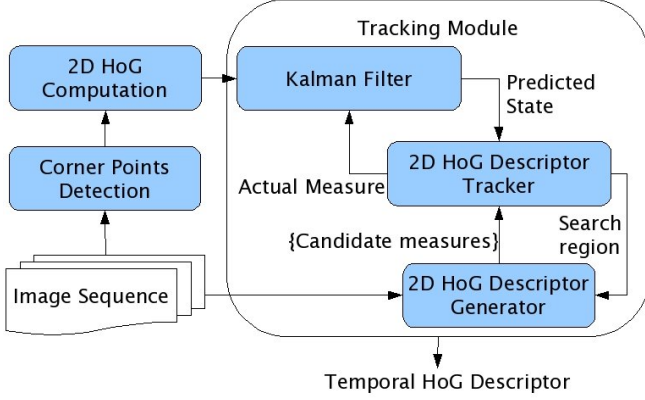 Tracking Module
2D HoG
Computation
Kalman Filter
Predicted
State
Corner Points
Detection
Actual Measure
2D HoG Descriptor
Tracker
{Candidate measures}
Search
region
Image Sequence
2D HoG Descriptor
Generator
Temporal HoG Descriptor